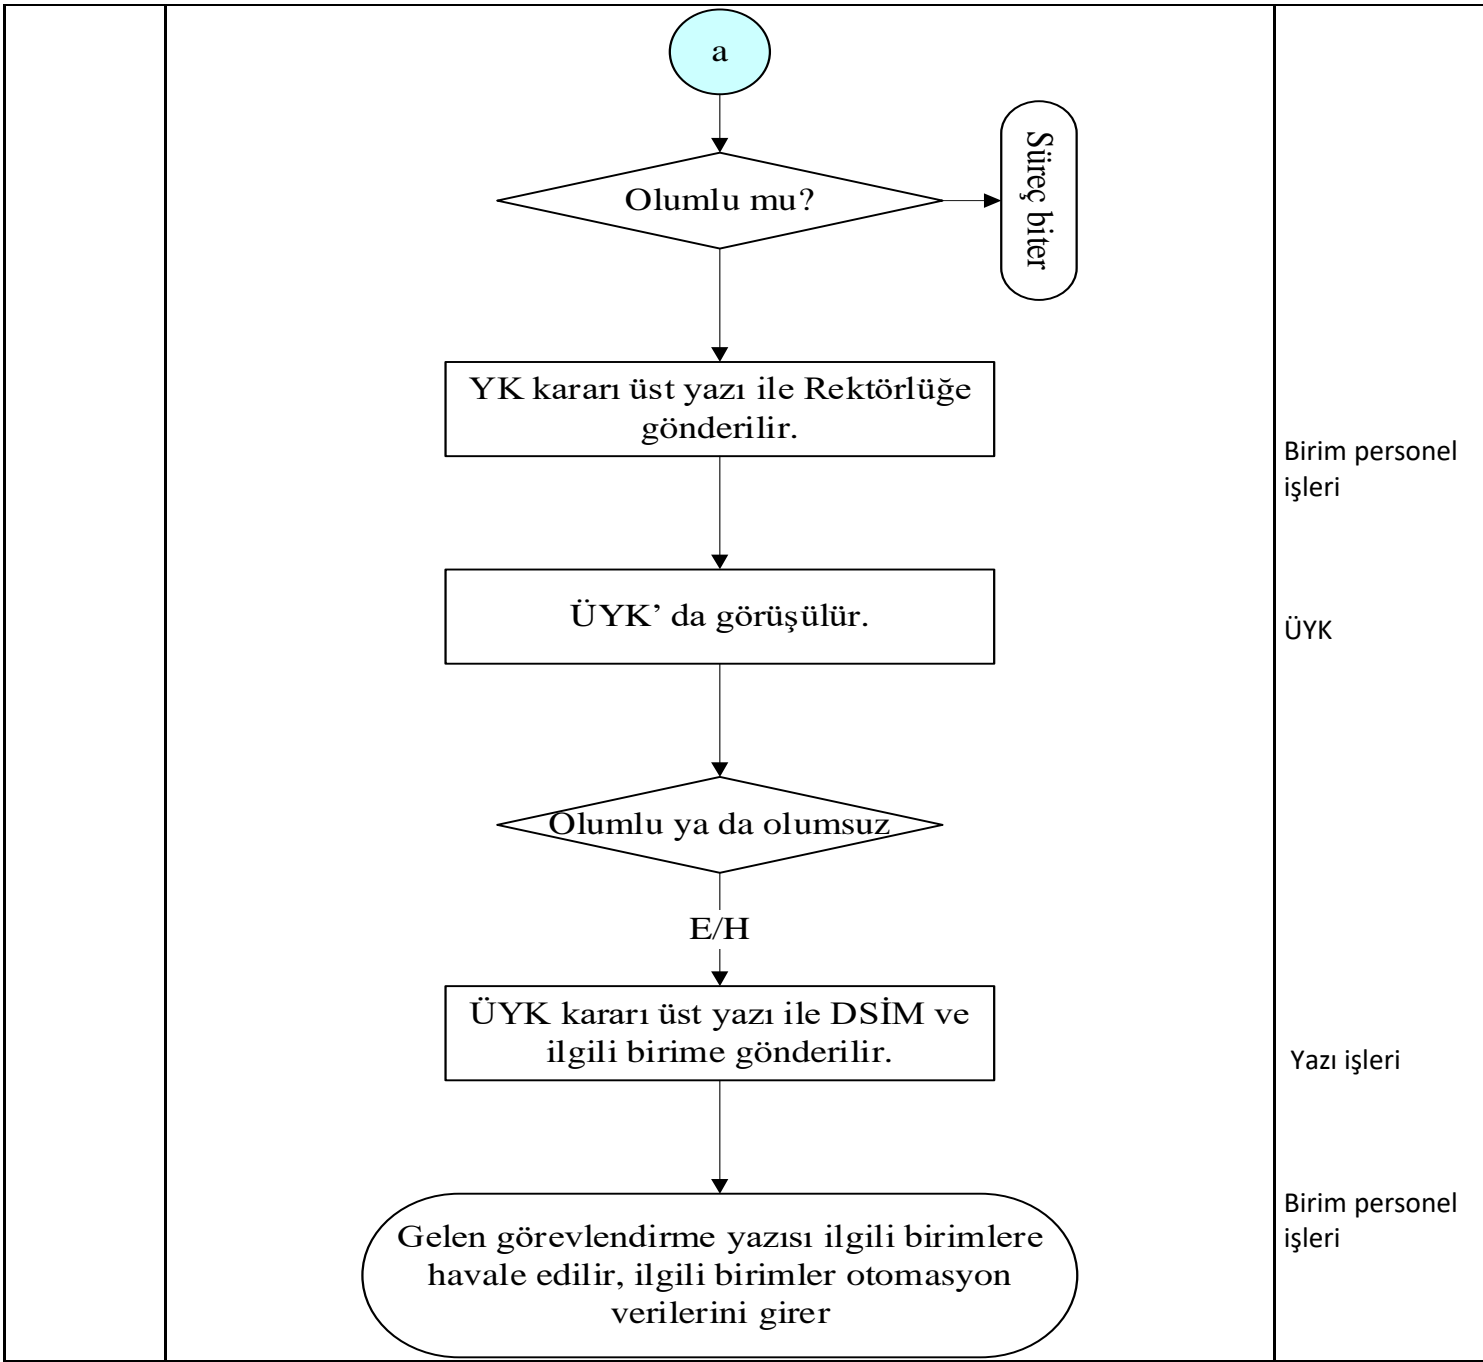 a
Olumlu mu?
Süreç biter
YK kararı üst yazı ile Rektörlüğe
gönderilir.
Birim personel
işleri
ÜYK’ da görüşülür.
ÜYK
Olumlu ya da olumsuz
E/H
ÜYK kararı üst yazı ile DSİM ve
ilgili birime gönderilir.
Yazı işleri
Gelen görevlendirme yazısı ilgili birimlere
havale edilir, ilgili birimler otomasyon
verilerini girer
Birim personel
işleri